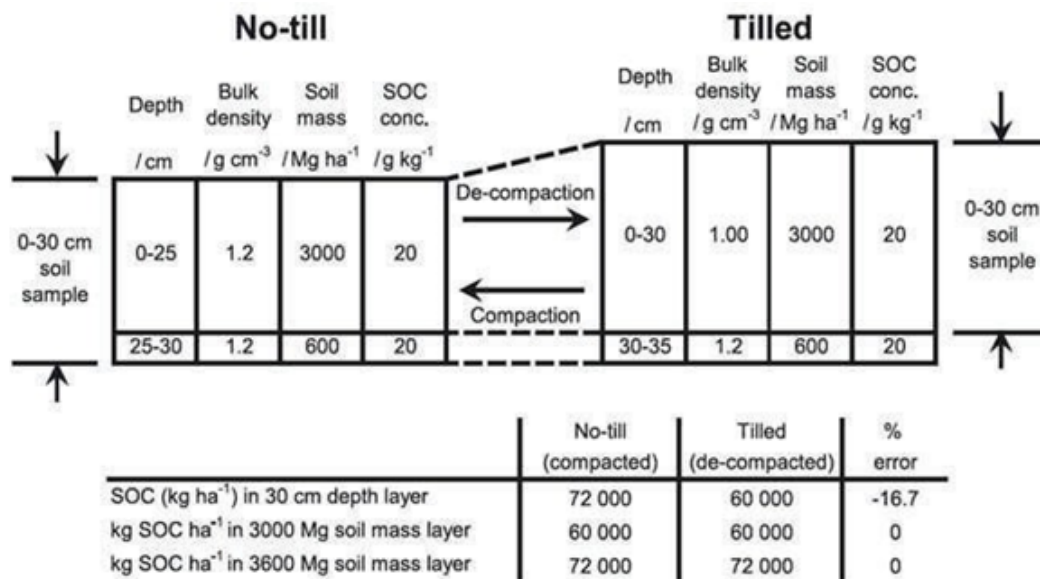 No-till
Tilled
Depth
/cm
Bulk
density
/g cm⁻³
Soil
mass
/Mg ha⁻¹
SOC
conc.
/g kg⁻¹
Depth
/cm
Bulk
density
/g cm⁻³
Soil
mass
/Mg ha⁻¹
SOC
conc.
/g kg⁻¹
0-30 cm
soil
sample
0-25 1.2 3000 20
25-30 1.2 600 20
De-compaction
Compaction
0-30 1.00 3000 20
30-35 1.2 600 20
0-30 cm
soil
sample
No-till
(compacted)
Tilled
(de-compacted)
%
error
SOC (kg ha⁻¹) in 30 cm depth layer 72 000 60 000 -16.7
kg SOC ha⁻¹ in 3000 Mg soil mass layer 60 000 60 000 0
kg SOC ha⁻¹ in 3600 Mg soil mass layer 72 000 72 000 0